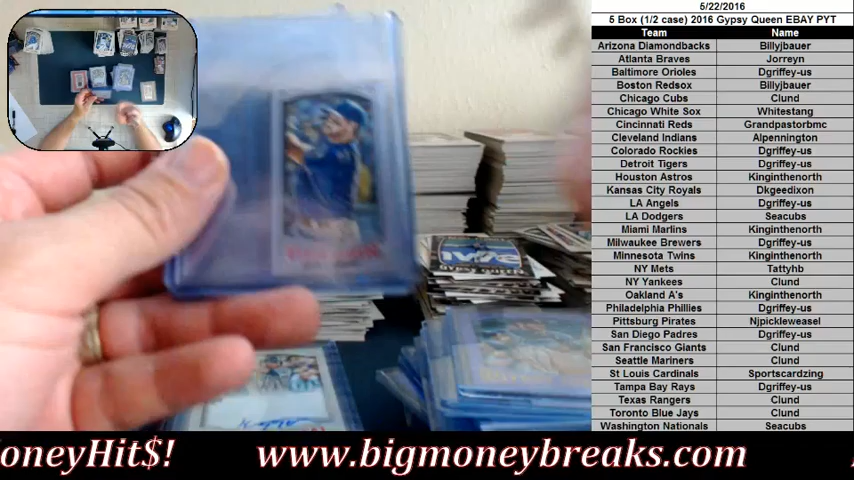 5/22/2016
5 Box (1/2 case) 2016 Gypsy Queen EBAY PYT
Team Name
Arizona Diamondbacks Billyjbauer
Atlanta Braves Jorreyn
Baltimore Orioles Dgriffey-us
Boston Redsox Billyjbauer
Chicago Cubs Clund
Chicago White Sox Whitestang
Cincinnati Reds Grandpastorbmc
Cleveland Indians Alpennington
Colorado Rockies Dgriffey-us
Detroit Tigers Dgriffey-us
Houston Astros Kinginthenorth
Kansas City Royals Dkgeedixon
LA Angels Dgriffey-us
LA Dodgers Seacubs
Miami Marlins Kinginthenorth
Milwaukee Brewers Dgriffey-us
Minnesota Twins Kinginthenorth
NY Mets Tattyhb
NY Yankees Clund
Oakland A's Kinginthenorth
Philadelphia Phillies Dgriffey-us
Pittsburg Pirates Njpickleweasel
San Diego Padres Dgriffey-us
San Francisco Giants Clund
Seattle Mariners Clund
St Louis Cardinals Sportscardzing
Tampa Bay Rays Dgriffey-us
Texas Rangers Clund
Toronto Blue Jays Clund
Washington Nationals Seacubs
oneyHit$! www.bigmoneybreaks.com